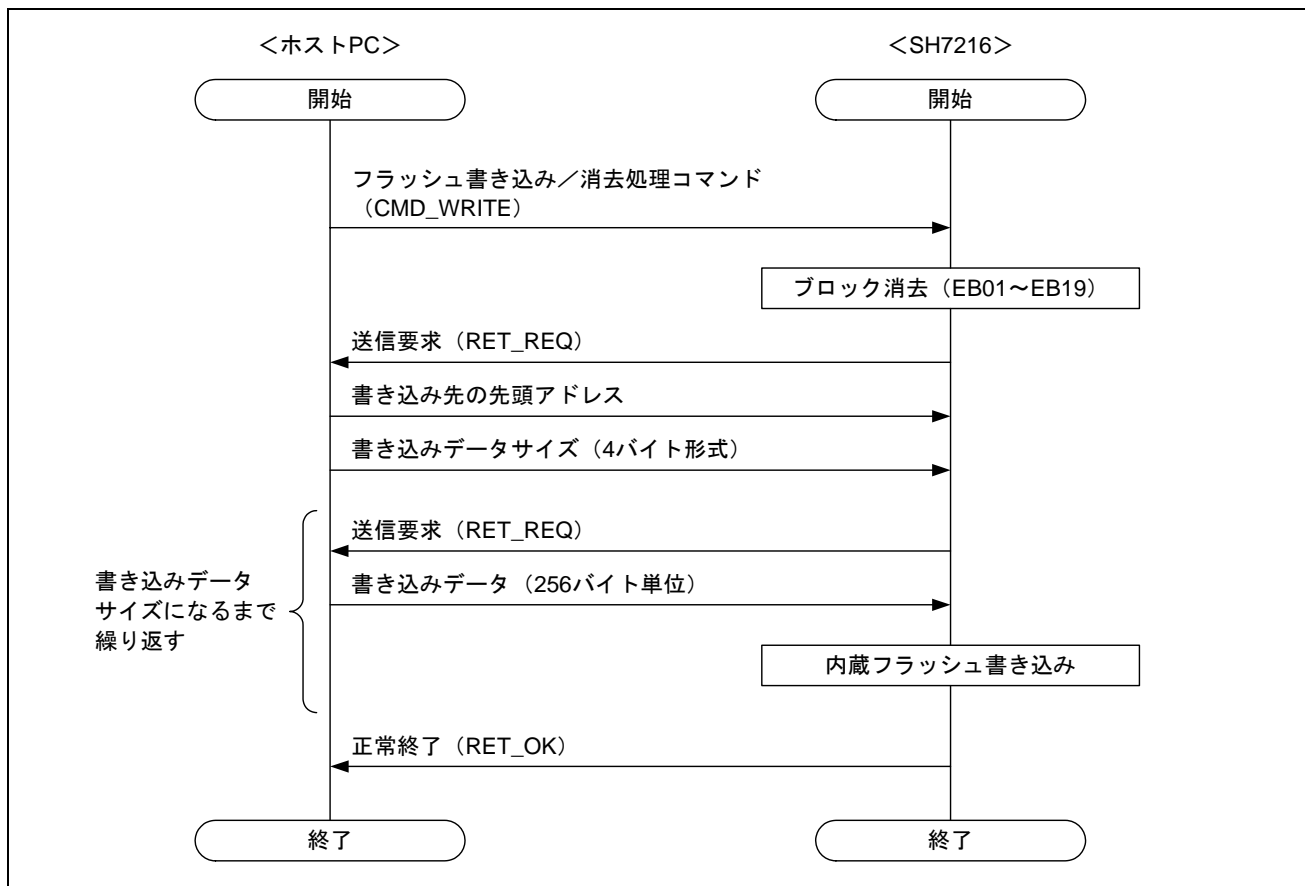 ＜ホストPC＞
＜SH7216＞
開始
開始
フラッシュ書き込み／消去処理コマンド
（CMD_WRITE）
ブロック消去（EB01～EB19）
送信要求（RET_REQ）
書き込み先の先頭アドレス
書き込みデータサイズ（4バイト形式）
送信要求（RET_REQ）
書き込みデータ（256バイト単位）
書き込みデータ
サイズになるまで
繰り返す
内蔵フラッシュ書き込み
正常終了（RET_OK）
終了
終了